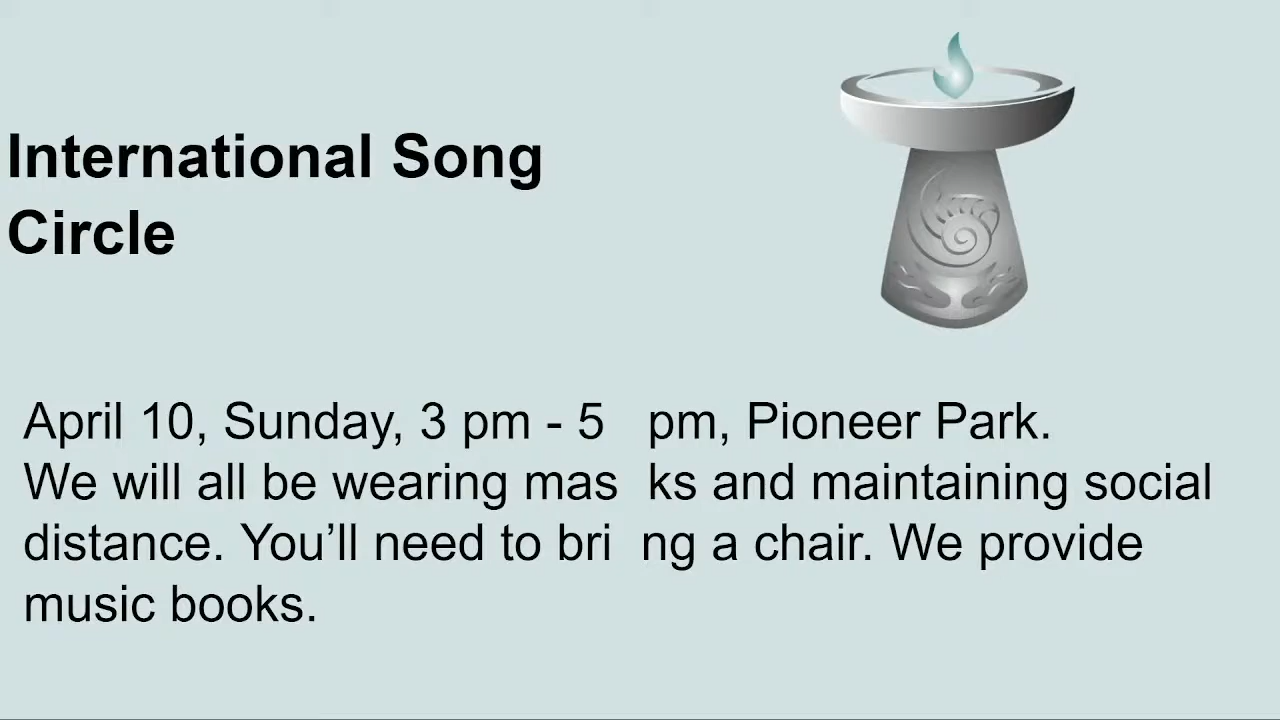 International Song
Circle
April 10, Sunday, 3 pm - 5 pm, Pioneer Park.
We will all be wearing mas ks and maintaining social
distance. You’ll need to bri ng a chair. We provide
music books.